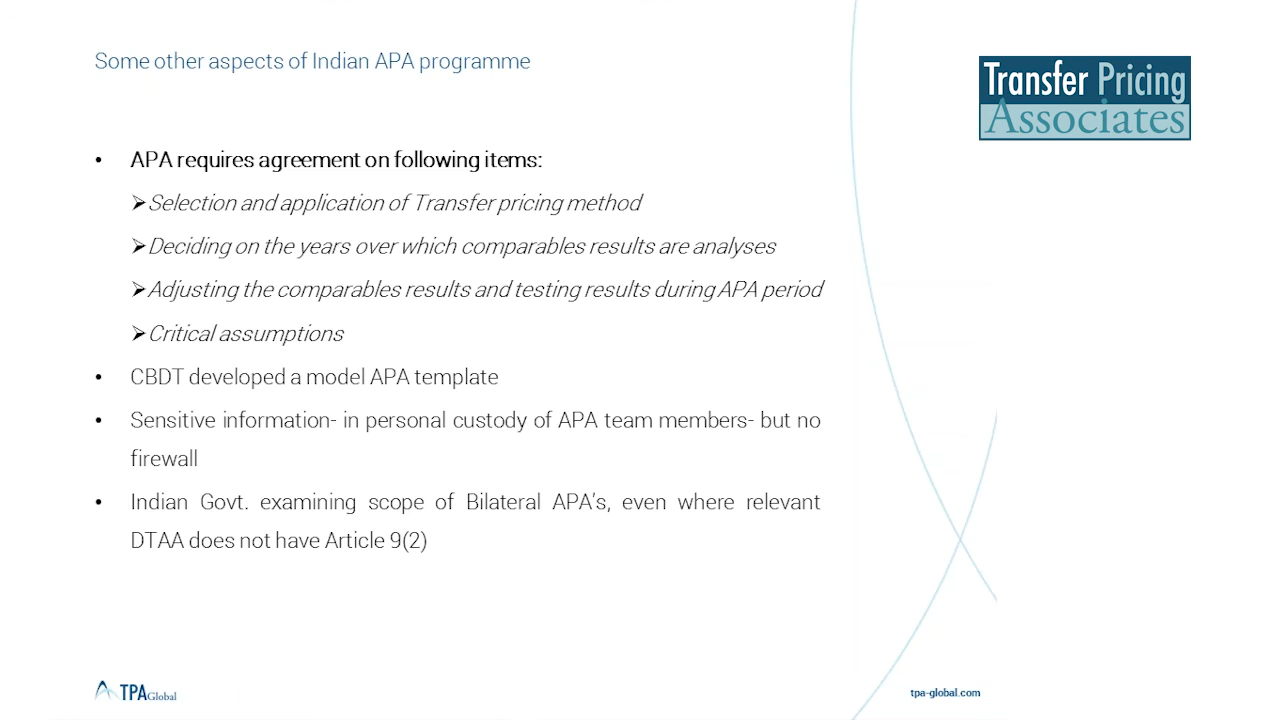 Some other aspects of Indian APA programme
Transfer Pricing
Associates
• APA requires agreement on following items:
➢Selection and application of Transfer pricing method
➢Deciding on the years over which comparables results are analyses
➢Adjusting the comparables results and testing results during APA period
➢Critical assumptions
• CBDT developed a model APA template
• Sensitive information- in personal custody of APA team members- but no
firewall
• Indian Govt. examining scope of Bilateral APA’s, even where relevant
DTAA does not have Article 9(2)
TPA Global
tpa-global.com